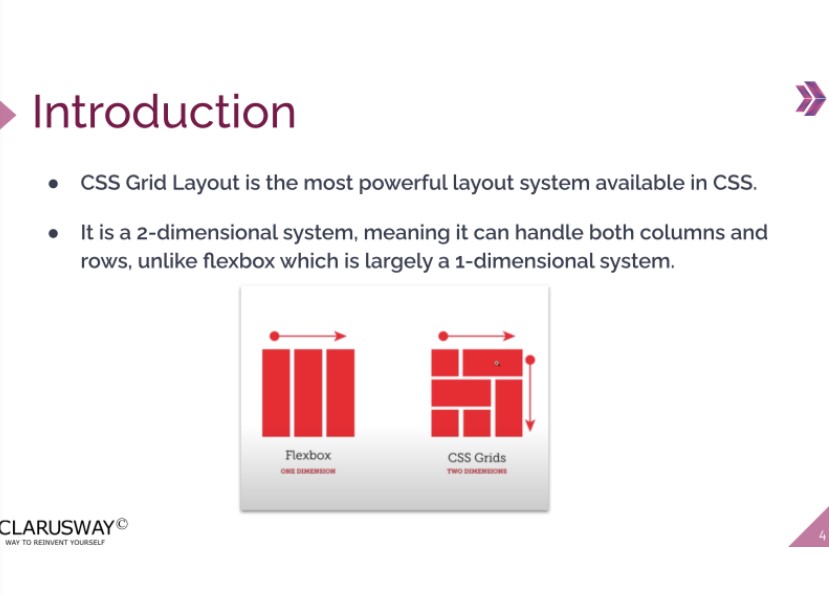 Introduction
● CSS Grid Layout is the most powerful layout system available in CSS.
● It is a 2-dimensional system, meaning it can handle both columns and
rows, unlike flexbox which is largely a 1-dimensional system.
Flexbox
ONE DIMENSION
CSS Grids
TWO DIMENSIONS
CLARUSWAY©
WAY TO REINVENT YOURSELF
4